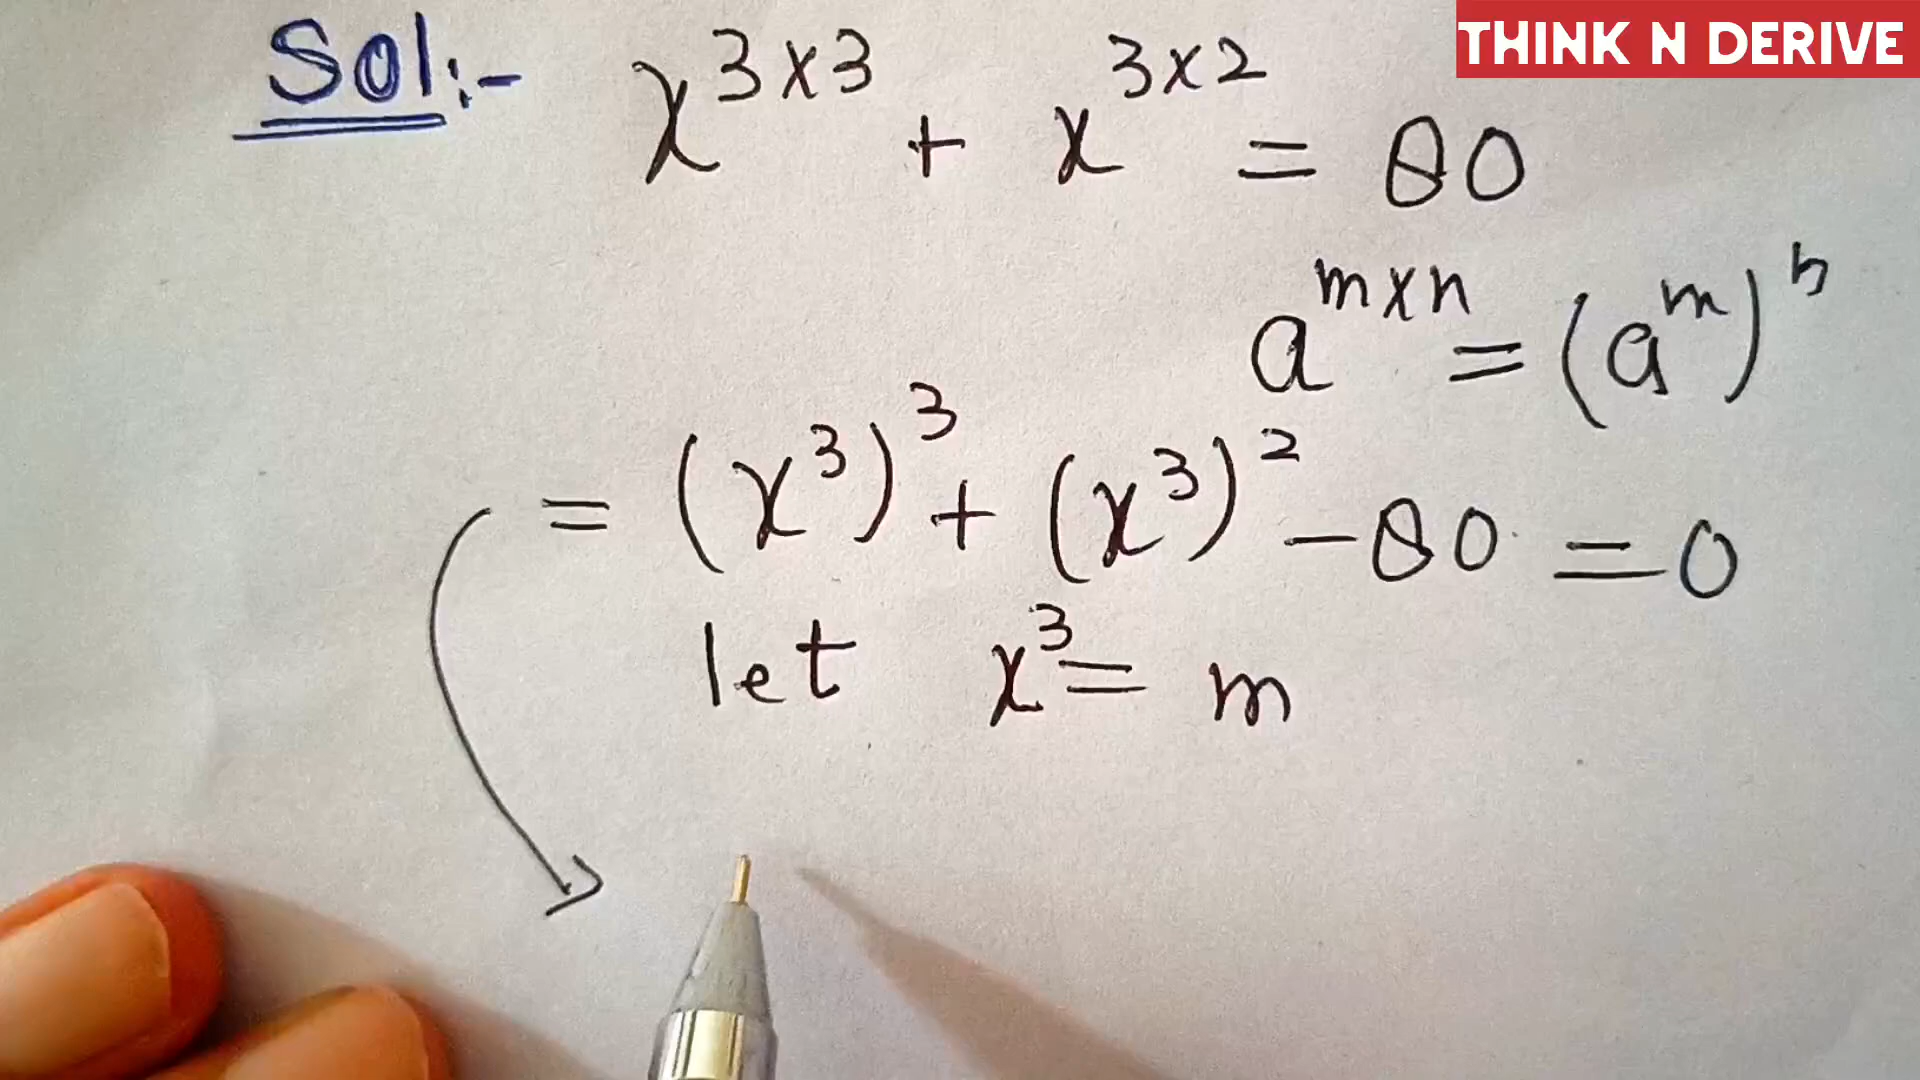 THINK N DERIVE
Sol:- x^{3×3} + x^{3×2} = 80
a^{m×n} = (a^m)^n
= (x^3)^3 + (x^3)^2 - 80 = 0
let x^3 = m